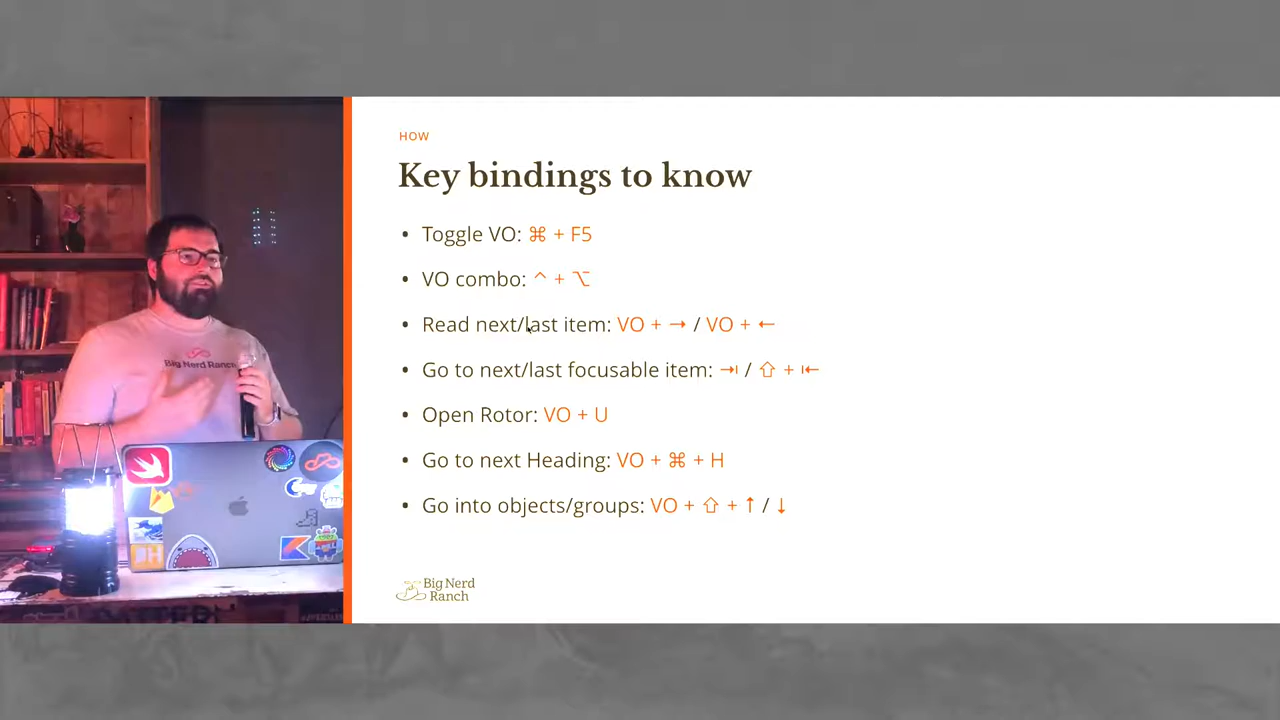 HOW
Key bindings to know
• Toggle VO: ⌘ + F5
• VO combo: ^ + ⌥
• Read next/last item: VO + → / VO + ←
• Go to next/last focusable item: ⇥ / ⇧ + ⇤
• Open Rotor: VO + U
• Go to next Heading: VO + ⌘ + H
• Go into objects/groups: VO + ⇧ + ↑ / ↓
Big Nerd
Ranch
Big Nerd Ranch